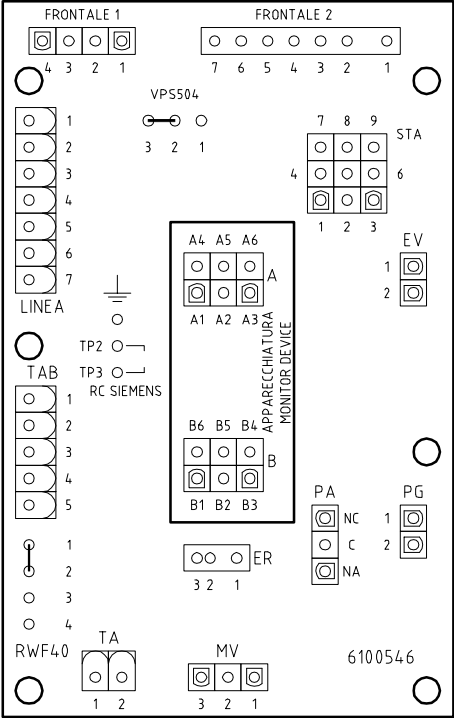 FRONTALE 1 FRONTALE 2
4 3 2 1 7 6 5 4 3 2 1
VPS504
3 2 1
7 8 9
STA
4 6
1 2 3
1
2
3
4
5
6
7
LINEA
EV
1
2
A4 A5 A6
A
A1 A2 A3
APPARECCHIATURA
MONITOR DEVICE
TP2
TP3
RC SIEMENS
TAB
1
2
3
4
5
B6 B5 B4
B
B1 B2 B3
PA
NC
C
NA
PG
1
2
ER
3 2 1
1
2
3
4
RWF40
TA
1 2
MV
3 2 1
6100546